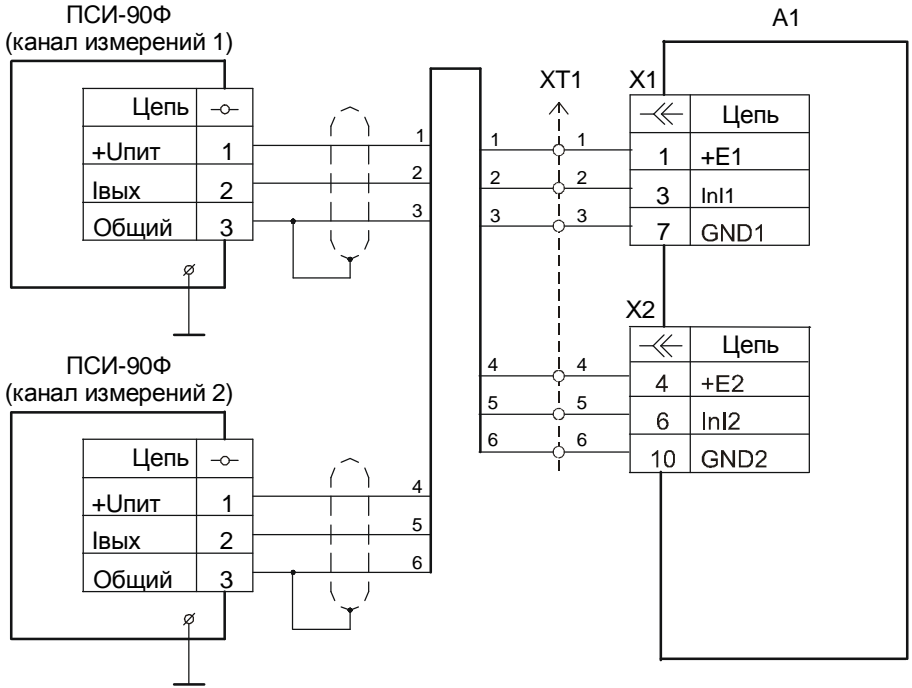 ПСИ-90Ф
(канал измерений 1)
Цепь
+Uпит 1
Iвых 2
Общий 3
1
2
3
ПСИ-90Ф
(канал измерений 2)
Цепь
+Uпит 1
Iвых 2
Общий 3
4
5
6
A1
XT1
X1
Цепь
1 1 1 +E1
2 2 3 InI1
3 3 7 GND1
X2
Цепь
4 4 4 +E2
5 5 6 InI2
6 6 10 GND2